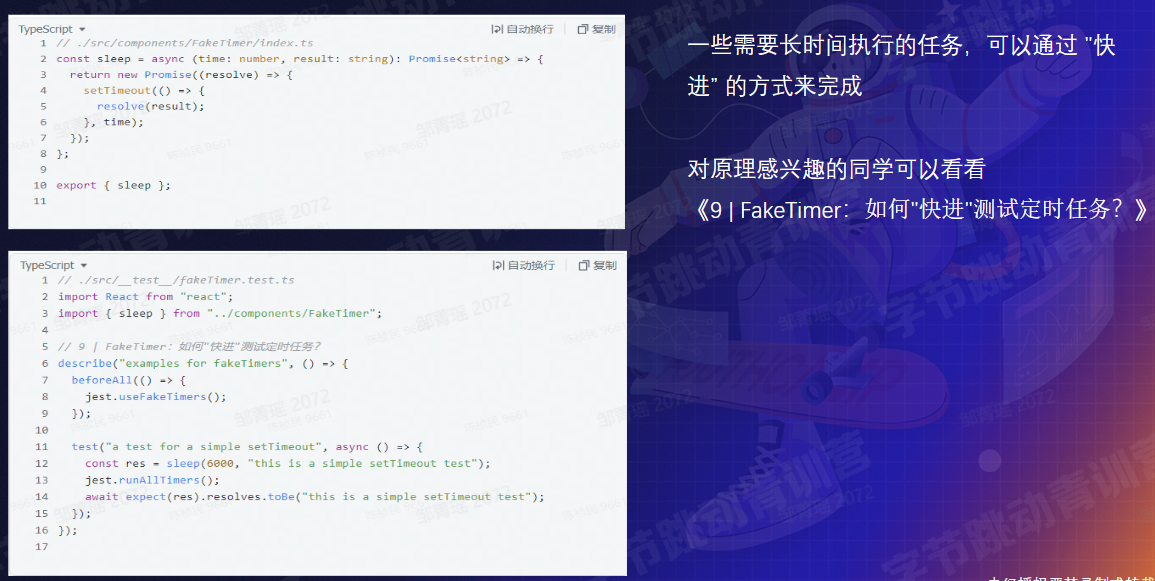 TypeScript 自动换行 复制
1 // ./src/components/FakeTimer/index.ts
2 const sleep = async (time: number, result: string): Promise<string> => {
3   return new Promise((resolve) => {
4     setTimeout(() => {
5       resolve(result);
6     }, time);
7   });
8 };
9
10 export { sleep };
11
TypeScript 自动换行 复制
1 // ./src/__test__/fakeTimer.test.ts
2 import React from "react";
3 import { sleep } from "../components/FakeTimer";
4
5 // 9 | FakeTimer: 如何"快进"测试定时任务?
6 describe("examples for fakeTimers", () => {
7   beforeAll(() => {
8     jest.useFakeTimers();
9   });
10
11   test("a test for a simple setTimeout", async () => {
12     const res = sleep(6000, "this is a simple setTimeout test");
13     jest.runAllTimers();
14     await expect(res).resolves.toBe("this is a simple setTimeout test");
15   });
16 });
17
一些需要长时间执行的任务，可以通过 "快
进” 的方式来完成
对原理感兴趣的同学可以看看
《9 | FakeTimer：如何"快进"测试定时任务？》
字节跳动青训营
邹青瑶 2072